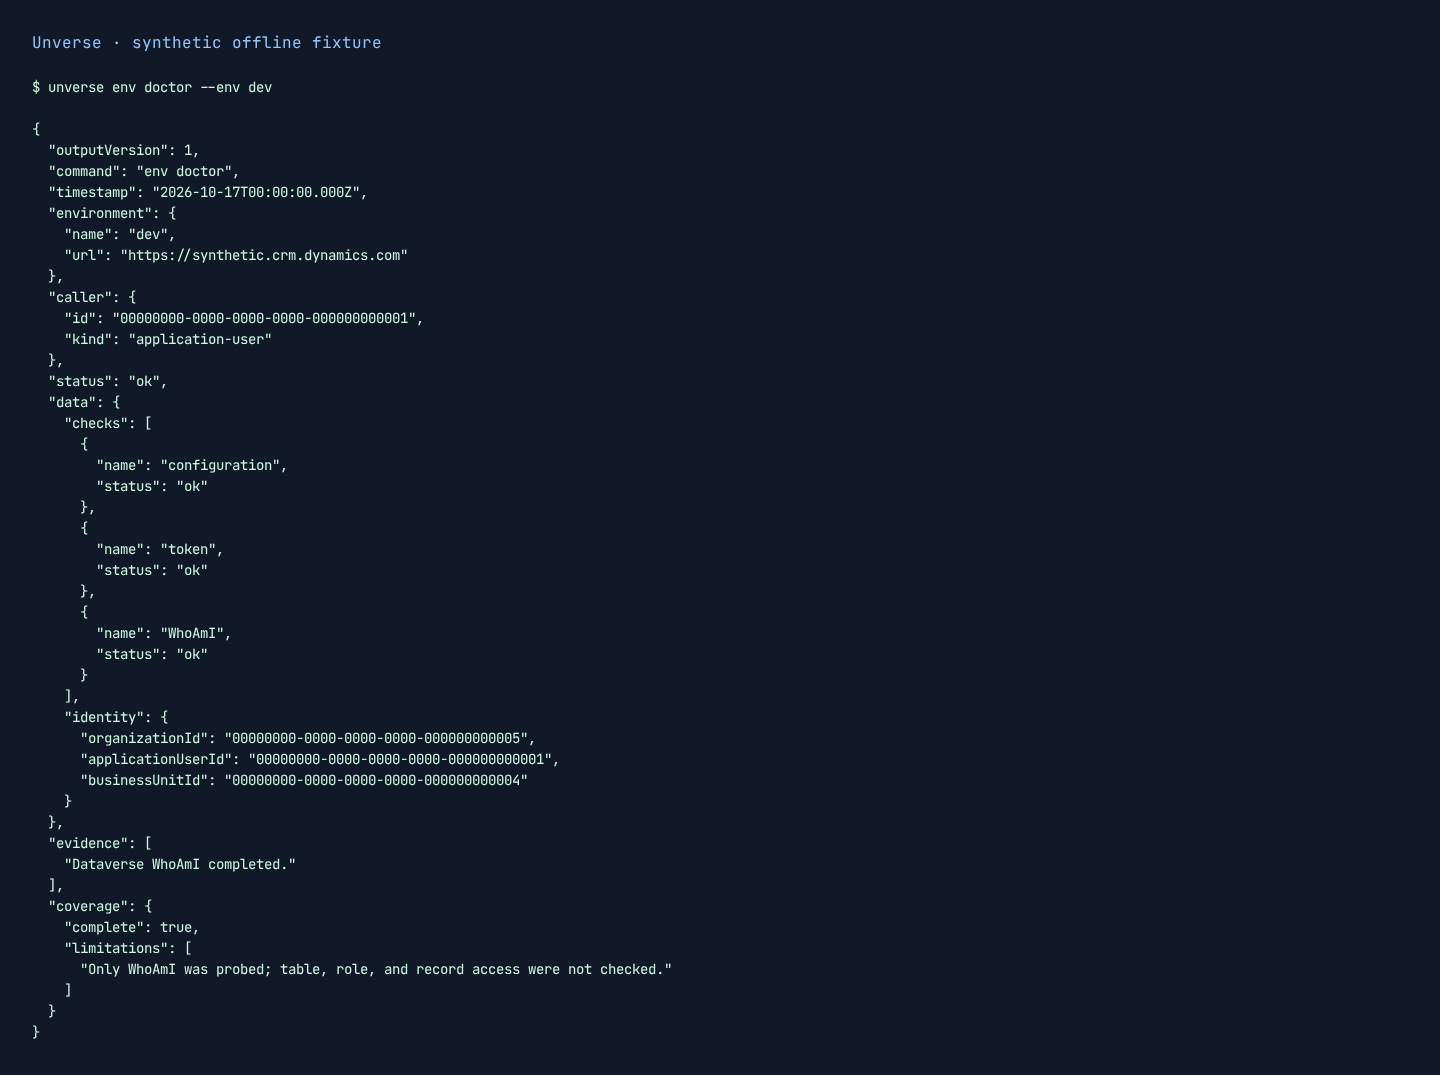 Unverse · synthetic offline fixture
$ unverse env doctor --env dev
{
  "outputVersion": 1,
  "command": "env doctor",
  "timestamp": "2026-10-17T00:00:00.000Z",
  "environment": {
    "name": "dev",
    "url": "https://synthetic.crm.dynamics.com"
  },
  "caller": {
    "id": "00000000-0000-0000-0000-000000000001",
    "kind": "application-user"
  },
  "status": "ok",
  "data": {
    "checks": [
      {
        "name": "configuration",
        "status": "ok"
      },
      {
        "name": "token",
        "status": "ok"
      },
      {
        "name": "WhoAmI",
        "status": "ok"
      }
    ],
    "identity": {
      "organizationId": "00000000-0000-0000-0000-000000000005",
      "applicationUserId": "00000000-0000-0000-0000-000000000001",
      "businessUnitId": "00000000-0000-0000-0000-000000000004"
    }
  },
  "evidence": [
    "Dataverse WhoAmI completed."
  ],
  "coverage": {
    "complete": true,
    "limitations": [
      "Only WhoAmI was probed; table, role, and record access were not checked."
    ]
  }
}